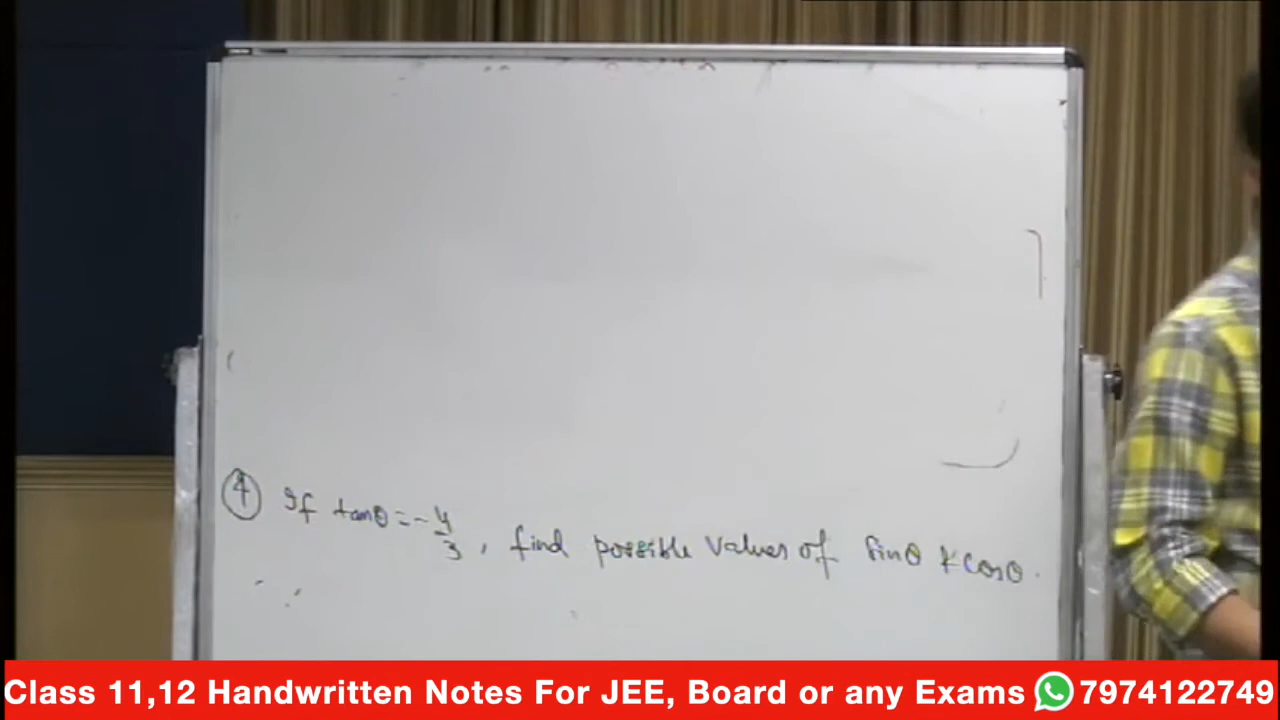 ④ If tanθ = -4/3, find possible values of sinθ & cosθ.
Class 11,12 Handwritten Notes For JEE, Board or any Exams 7974122749